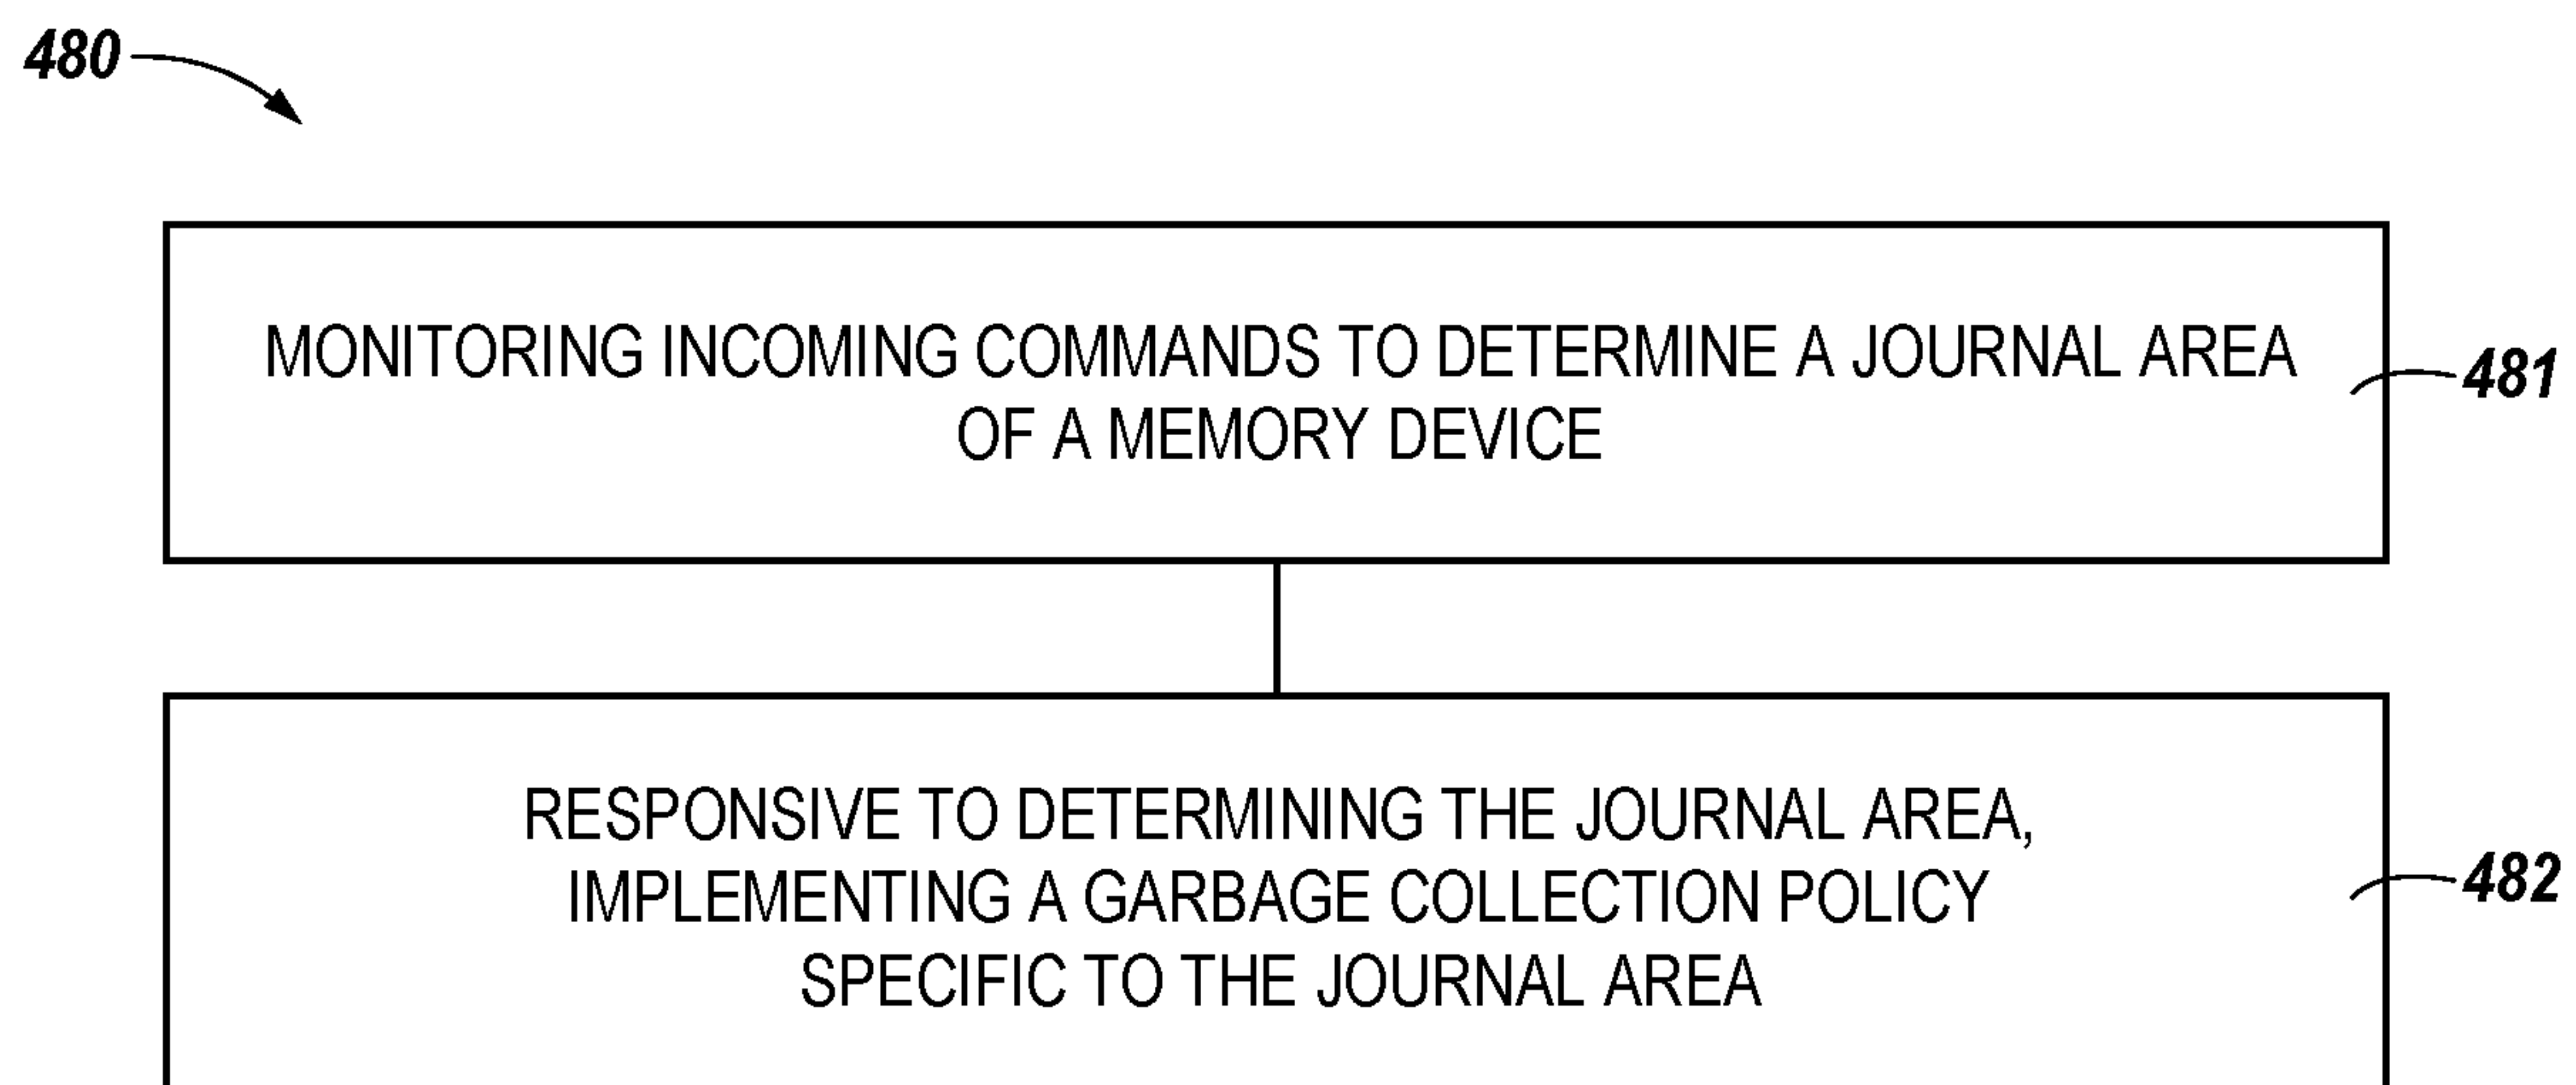 480
MONITORING INCOMING COMMANDS TO DETERMINE A JOURNAL AREA
OF A MEMORY DEVICE
481
RESPONSIVE TO DETERMINING THE JOURNAL AREA,
IMPLEMENTING A GARBAGE COLLECTION POLICY
SPECIFIC TO THE JOURNAL AREA
482